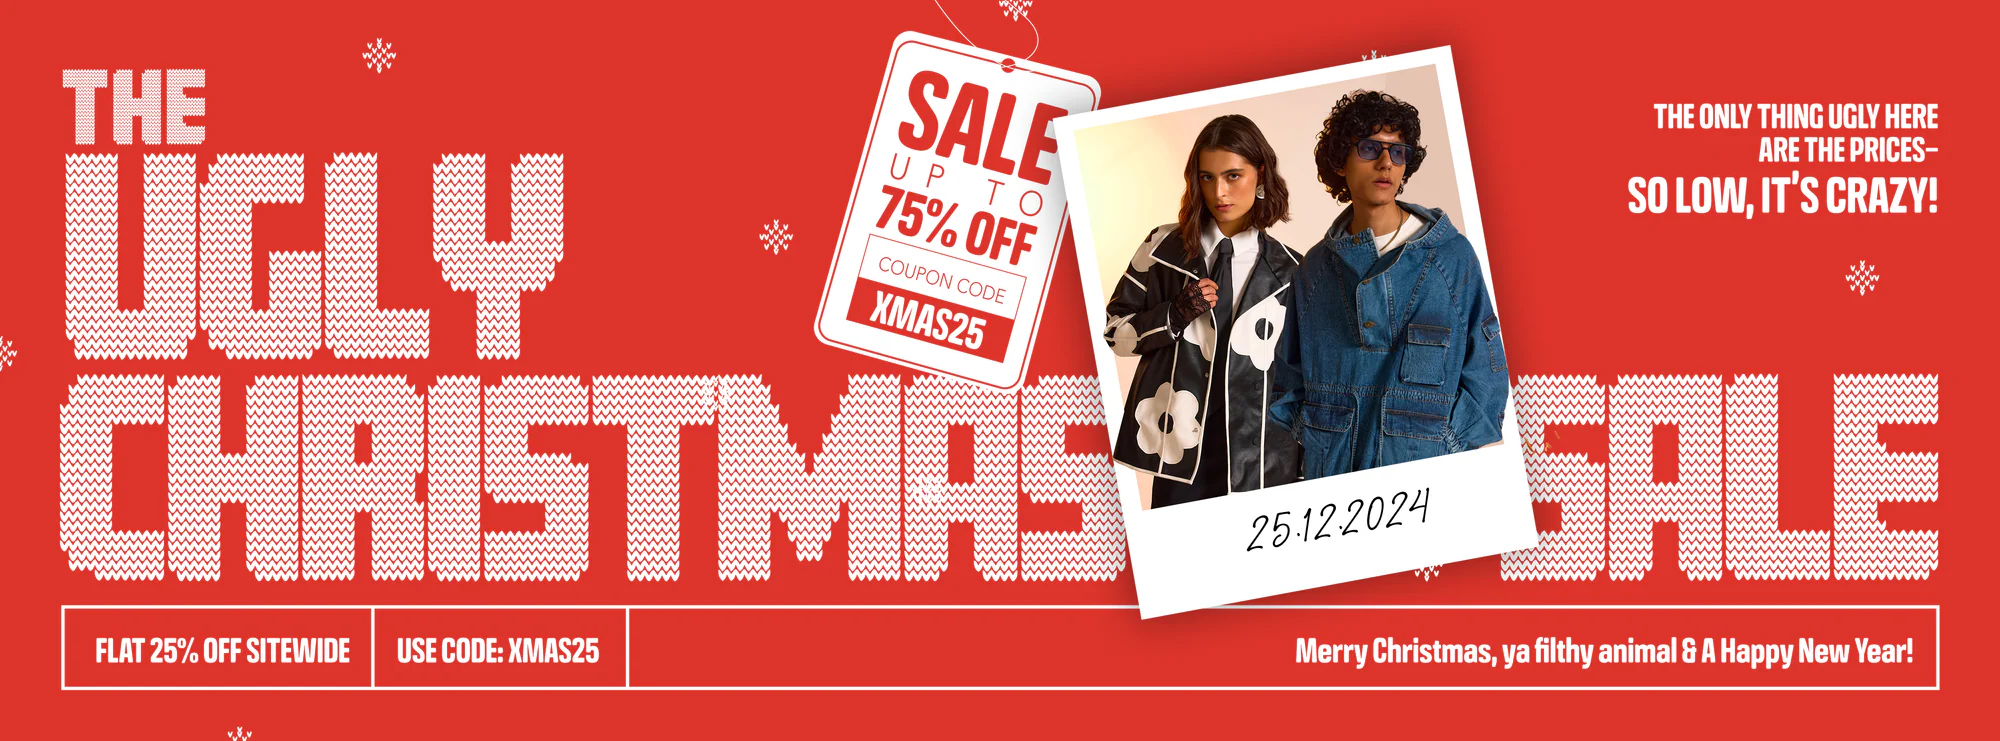 THE
UGLY
CHRISTMAS SALE
SALE
UP TO
75% OFF
COUPON CODE
XMAS25
25.12.2024
THE ONLY THING UGLY HERE
ARE THE PRICES–
SO LOW, IT'S CRAZY!
FLAT 25% OFF SITEWIDE
USE CODE: XMAS25
Merry Christmas, ya filthy animal & A Happy New Year!